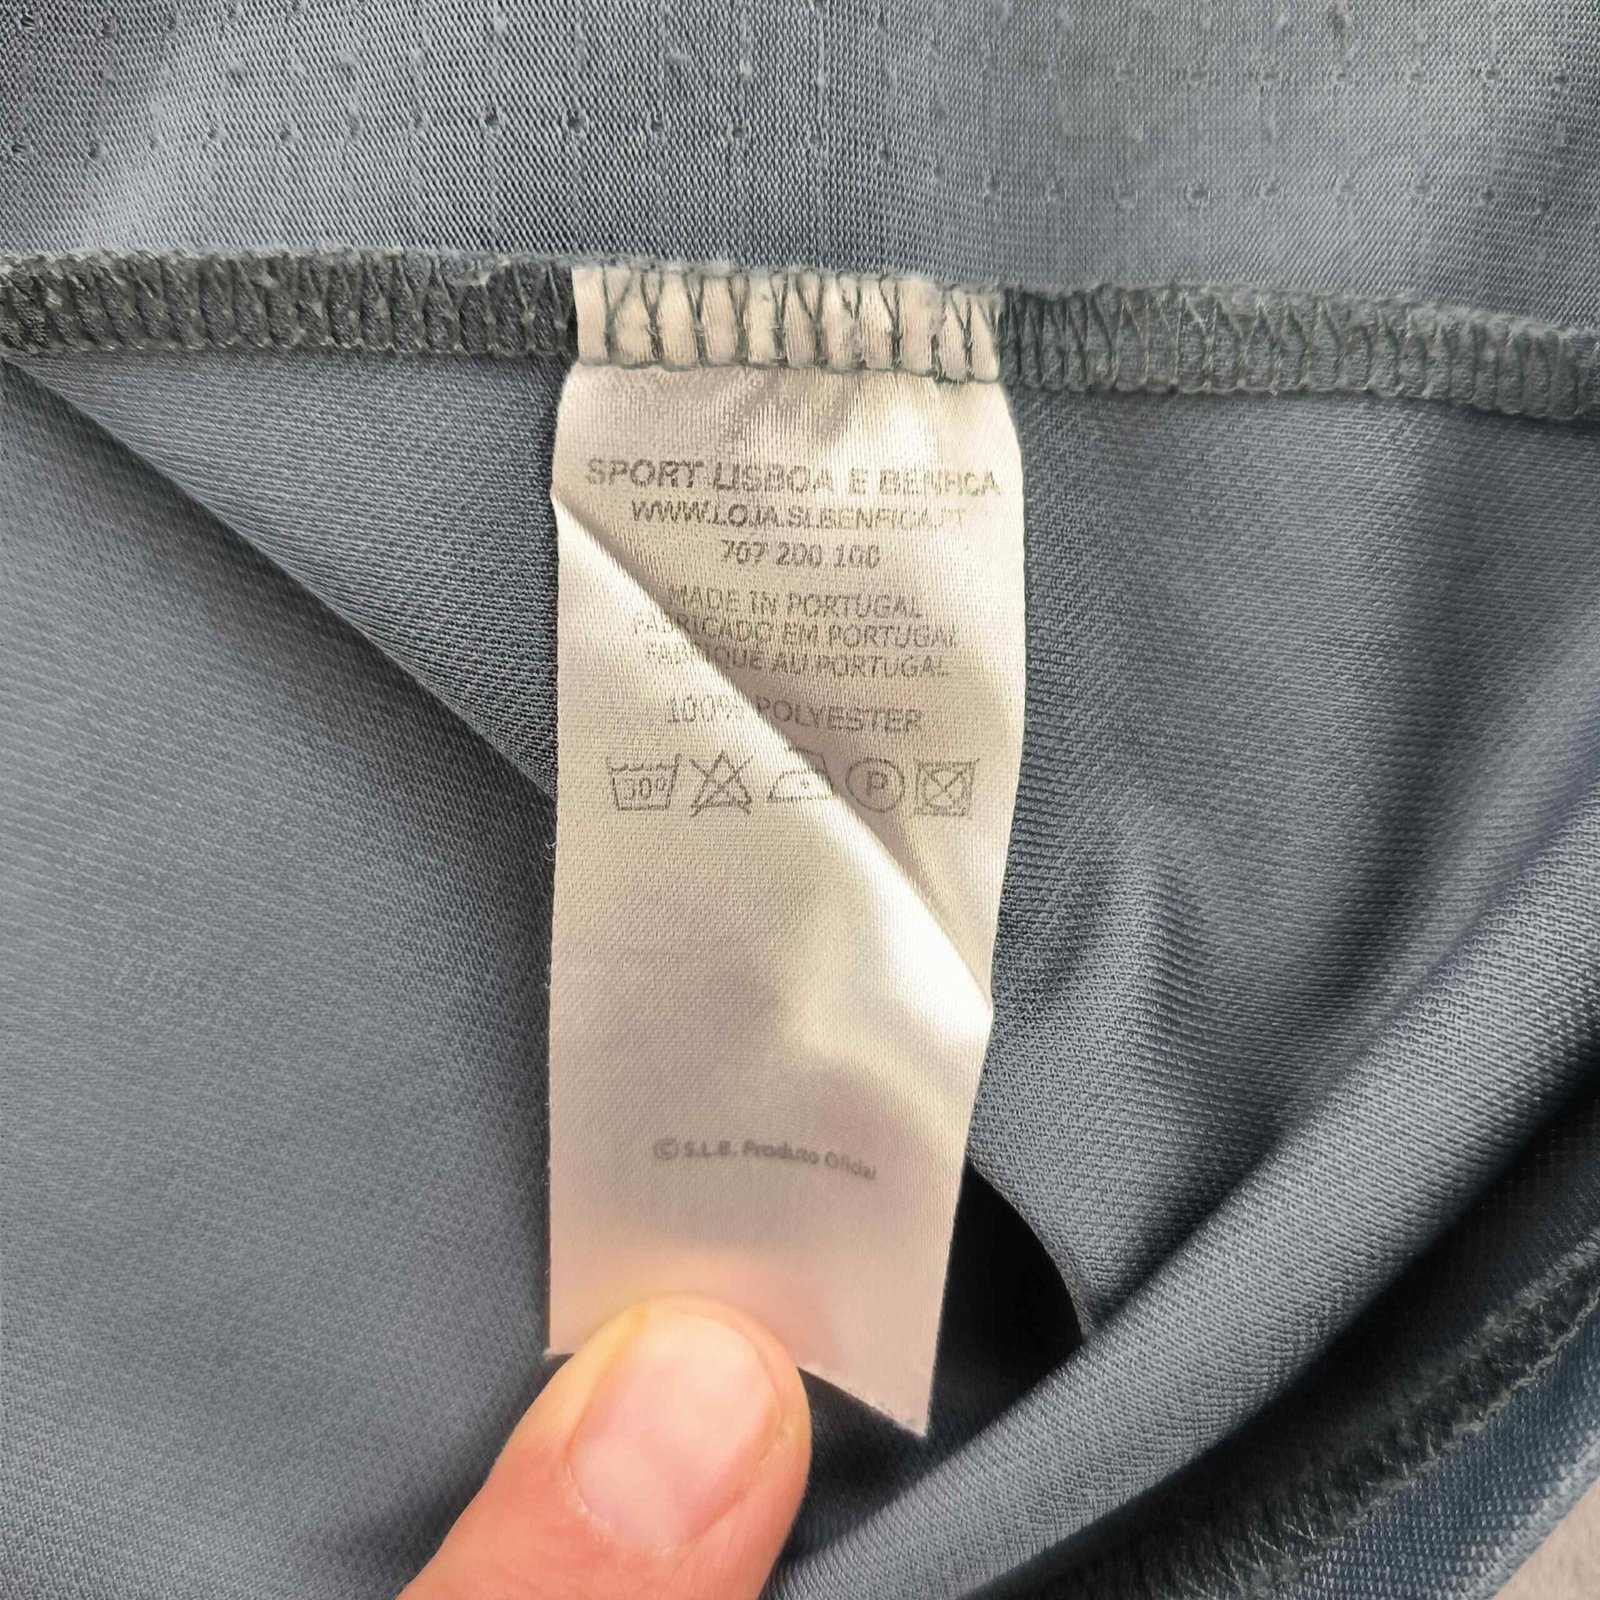 SPORT LISBOA E BENFICA
WWW.LOJA.SLBENFICA.PT
707 200 100
MADE IN PORTUGAL
FABRICADO EM PORTUGAL
FABRIQUE AU PORTUGAL
100% POLYESTER
30º P
© S.L.B. Produto Oficial